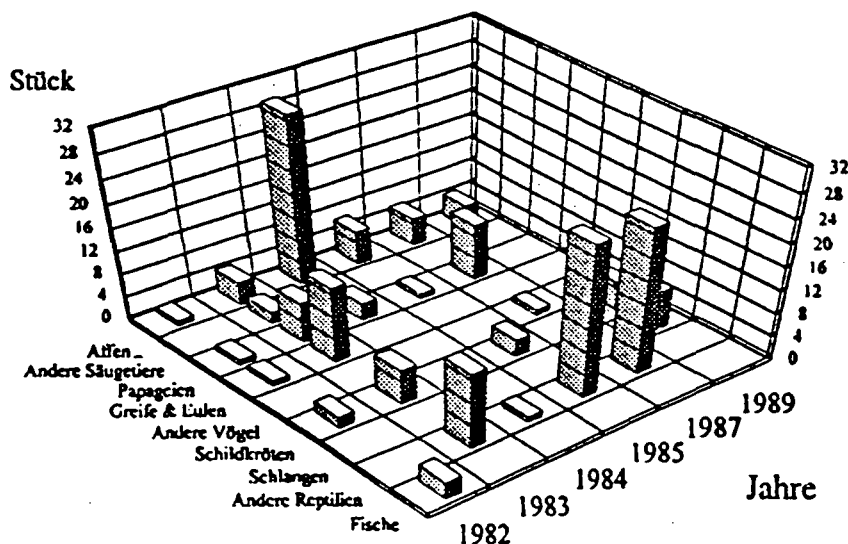 Stück
32
28
24
20
16
12
8
4
0
32
28
24
20
16
12
8
4
0
Affen
Andere Säugetiere
Papageien
Greife & Eulen
Andere Vögel
Schildkröten
Schlangen
Andere Reptilien
Fische
1982
1983
1984
1985
1987
1989
Jahre